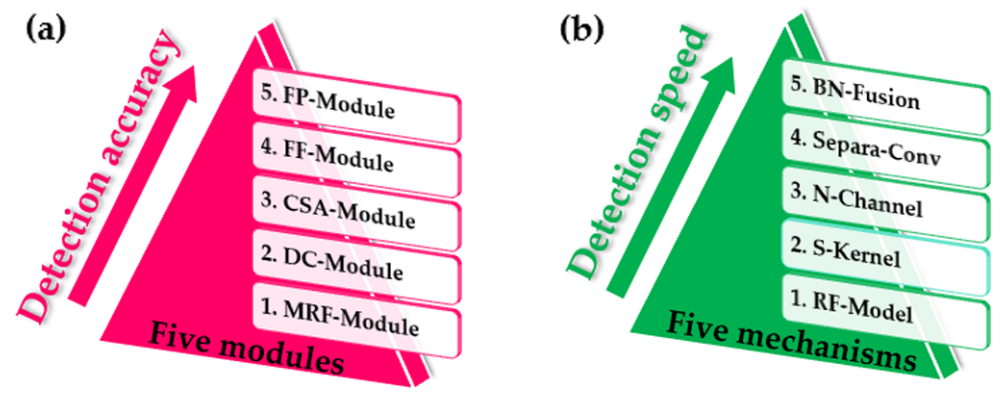 (a)
Detection accuracy
5. FP-Module
4. FF-Module
3. CSA-Module
2. DC-Module
1. MRF-Module
Five modules
(b)
Detection speed
5. BN-Fusion
4. Separa-Conv
3. N-Channel
2. S-Kernel
1. RF-Model
Five mechanisms